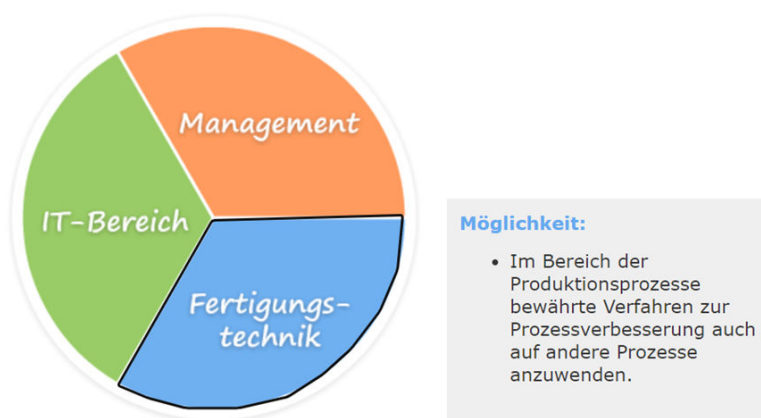 Management
IT-Bereich
Fertigungs-
technik
Möglichkeit:
• Im Bereich der
Produktionsprozesse
bewährte Verfahren zur
Prozessverbesserung auch
auf andere Prozesse
anzuwenden.